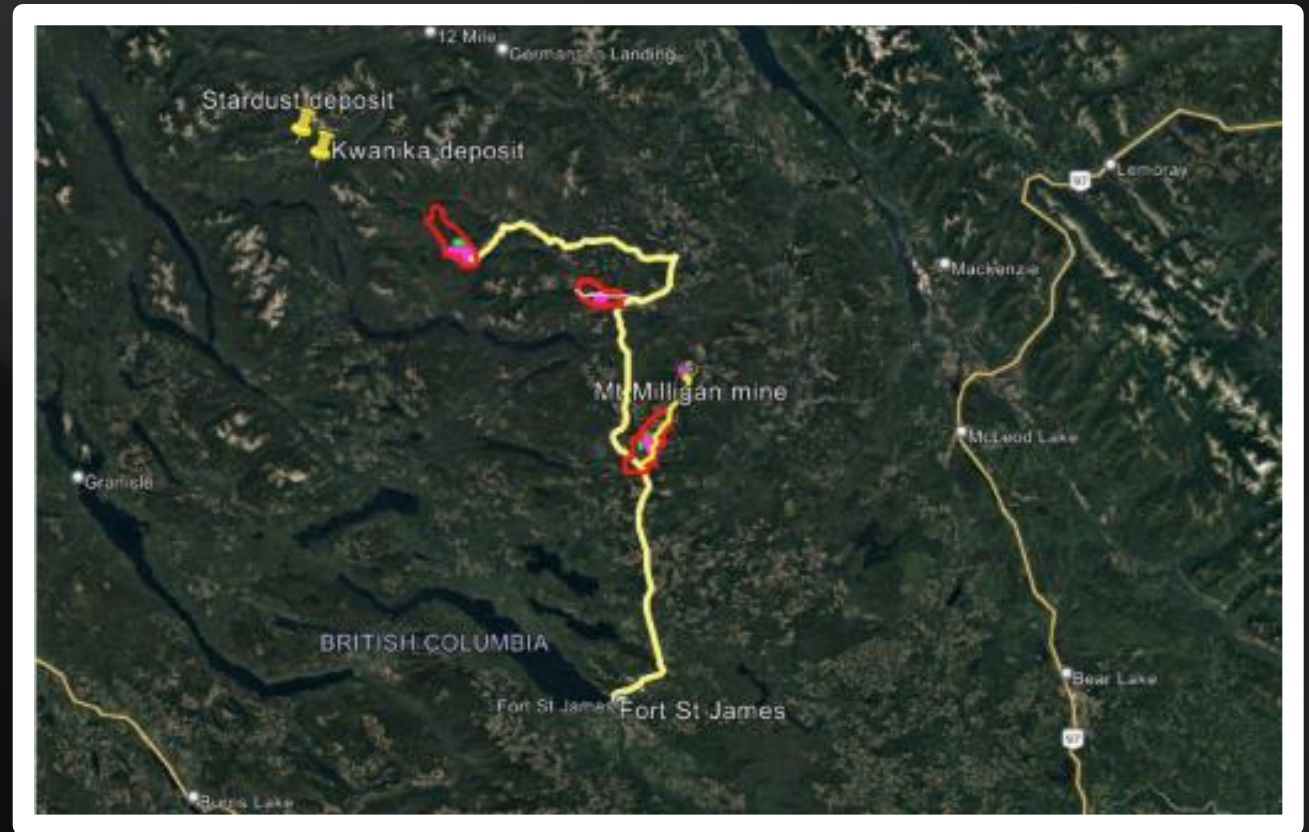 12 Mile
Germansen Landing
Stardust deposit
Kwanika deposit
97
Lemoray
Mackenzie
Mt Milligan mine
McLeod Lake
Granisle
BRITISH COLUMBIA
Bear Lake
Fort St James
Fort St James
97
Burns Lake